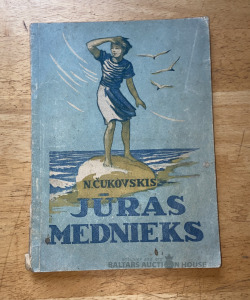 N. ČUKOVSKIS
JŪRAS
MEDNIEKS
BALTARS AUCTION HOUSE